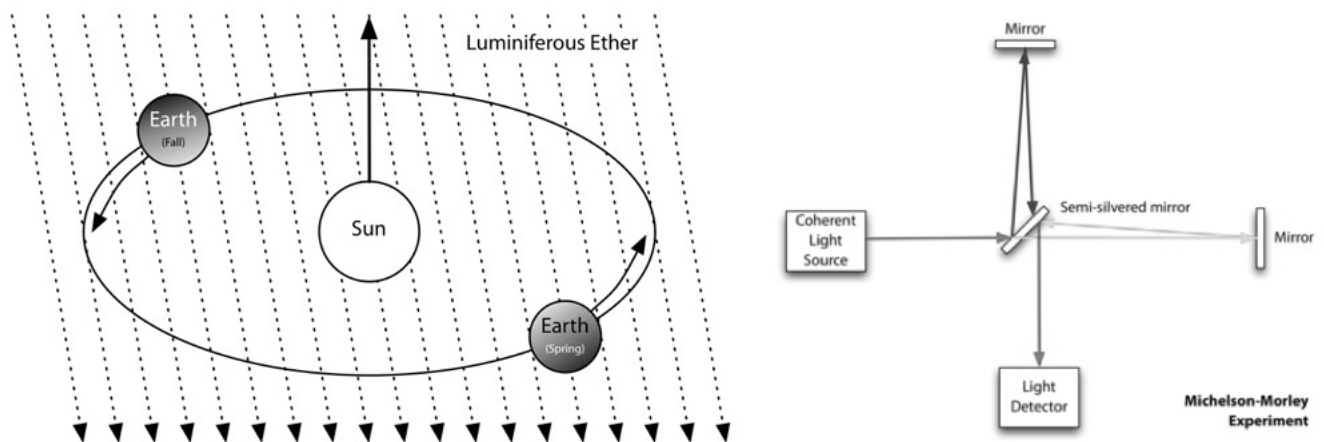 Luminiferous Ether
Earth
(Fall)
Sun
Earth
(Spring)
Mirror
Semi-silvered mirror
Coherent
Light
Source
Mirror
Light
Detector
Michelson-Morley
Experiment